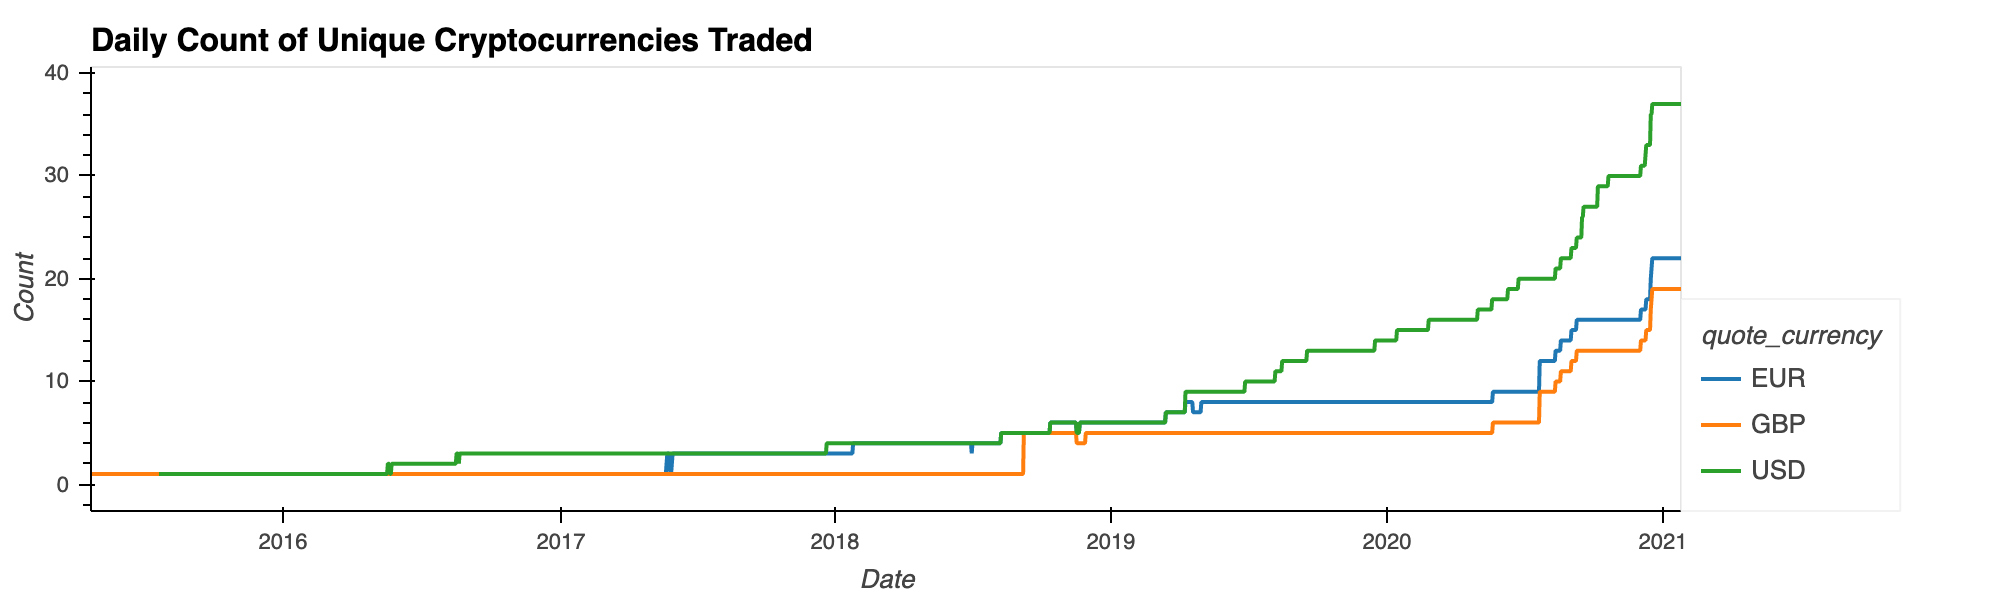 Daily Count of Unique Cryptocurrencies Traded
40
30
20
10
0
Count
2016
2017
2018
2019
2020
2021
Date
quote_currency
EUR
GBP
USD